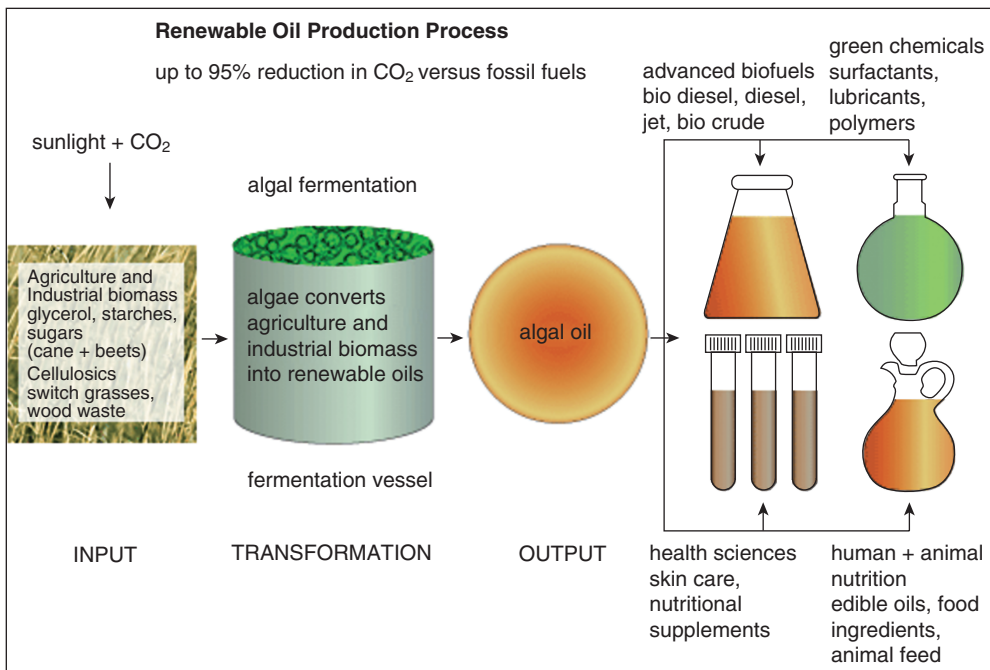 Renewable Oil Production Process
up to 95% reduction in CO₂ versus fossil fuels
sunlight + CO₂
Agriculture and
Industrial biomass
glycerol, starches,
sugars
(cane + beets)
Cellulosics
switch grasses,
wood waste
INPUT
algal fermentation
algae converts
agriculture and
industrial biomass
into renewable oils
fermentation vessel
TRANSFORMATION
algal oil
OUTPUT
advanced biofuels
bio diesel, diesel,
jet, bio crude
green chemicals
surfactants,
lubricants,
polymers
health sciences
skin care,
nutritional
supplements
human + animal
nutrition
edible oils, food
ingredients,
animal feed